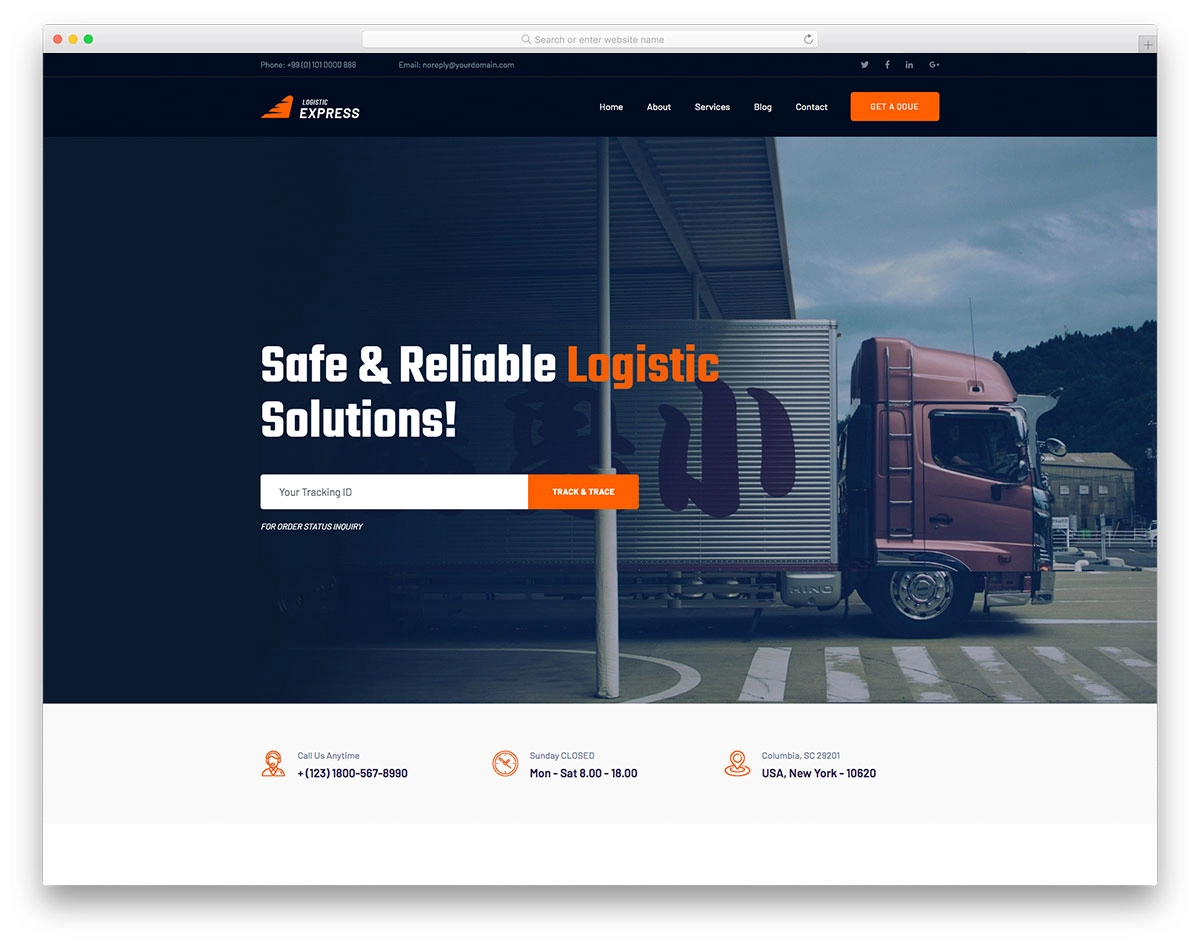 Search or enter website name
Phone: +99 (0) 101 0000 888 Email: noreply@yourdomain.com G+
LOGISTIC
EXPRESS
Home About Services Blog Contact GET A QOUE
Safe & Reliable Logistic
Solutions!
Your Tracking ID TRACK & TRACE
FOR ORDER STATUS INQUIRY
HINO
Call Us Anytime
+ (123) 1800-567-8990
Sunday CLOSED
Mon - Sat 8.00 - 18.00
Columbia, SC 29201
USA, New York - 10620